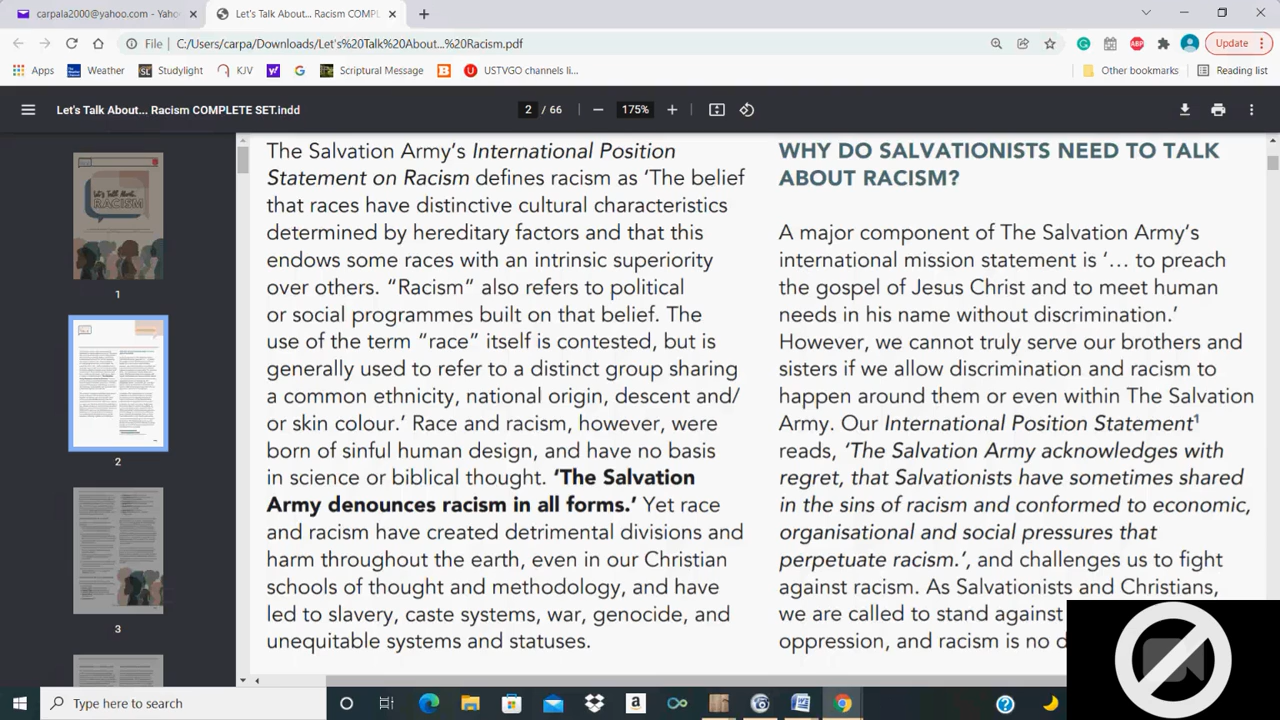 carpala2000@yahoo.com - Yahoo
Let's Talk About... Racism COMPL
File C:/Users/carpa/Downloads/Let's%20Talk%20About...%20Racism.pdf
Update
Apps Weather Studylight KJV Scriptural Message USTVGO channels li... Other bookmarks Reading list
Let's Talk About... Racism COMPLETE SET.indd
2 / 66 175%
Let's Talk About...
RACISM
1
2
3
The Salvation Army's International Position
Statement on Racism defines racism as 'The belief
that races have distinctive cultural characteristics
determined by hereditary factors and that this
endows some races with an intrinsic superiority
over others. "Racism" also refers to political
or social programmes built on that belief. The
use of the term "race" itself is contested, but is
generally used to refer to a distinct group sharing
a common ethnicity, national origin, descent and/
or skin colour.' Race and racism, however, were
born of sinful human design, and have no basis
in science or biblical thought. 'The Salvation
Army denounces racism in all forms.' Yet race
and racism have created detrimental divisions and
harm throughout the earth, even in our Christian
schools of thought and methodology, and have
led to slavery, caste systems, war, genocide, and
unequitable systems and statuses.
WHY DO SALVATIONISTS NEED TO TALK
ABOUT RACISM?
A major component of The Salvation Army's
international mission statement is '... to preach
the gospel of Jesus Christ and to meet human
needs in his name without discrimination.'
However, we cannot truly serve our brothers and
sisters if we allow discrimination and racism to
happen around them or even within The Salvation
Army. Our International Position Statement¹
reads, 'The Salvation Army acknowledges with
regret, that Salvationists have sometimes shared
in the sins of racism and conformed to economic,
organisational and social pressures that
perpetuate racism.', and challenges us to fight
against racism. As Salvationists and Christians,
we are called to stand against
oppression, and racism is no
Type here to search